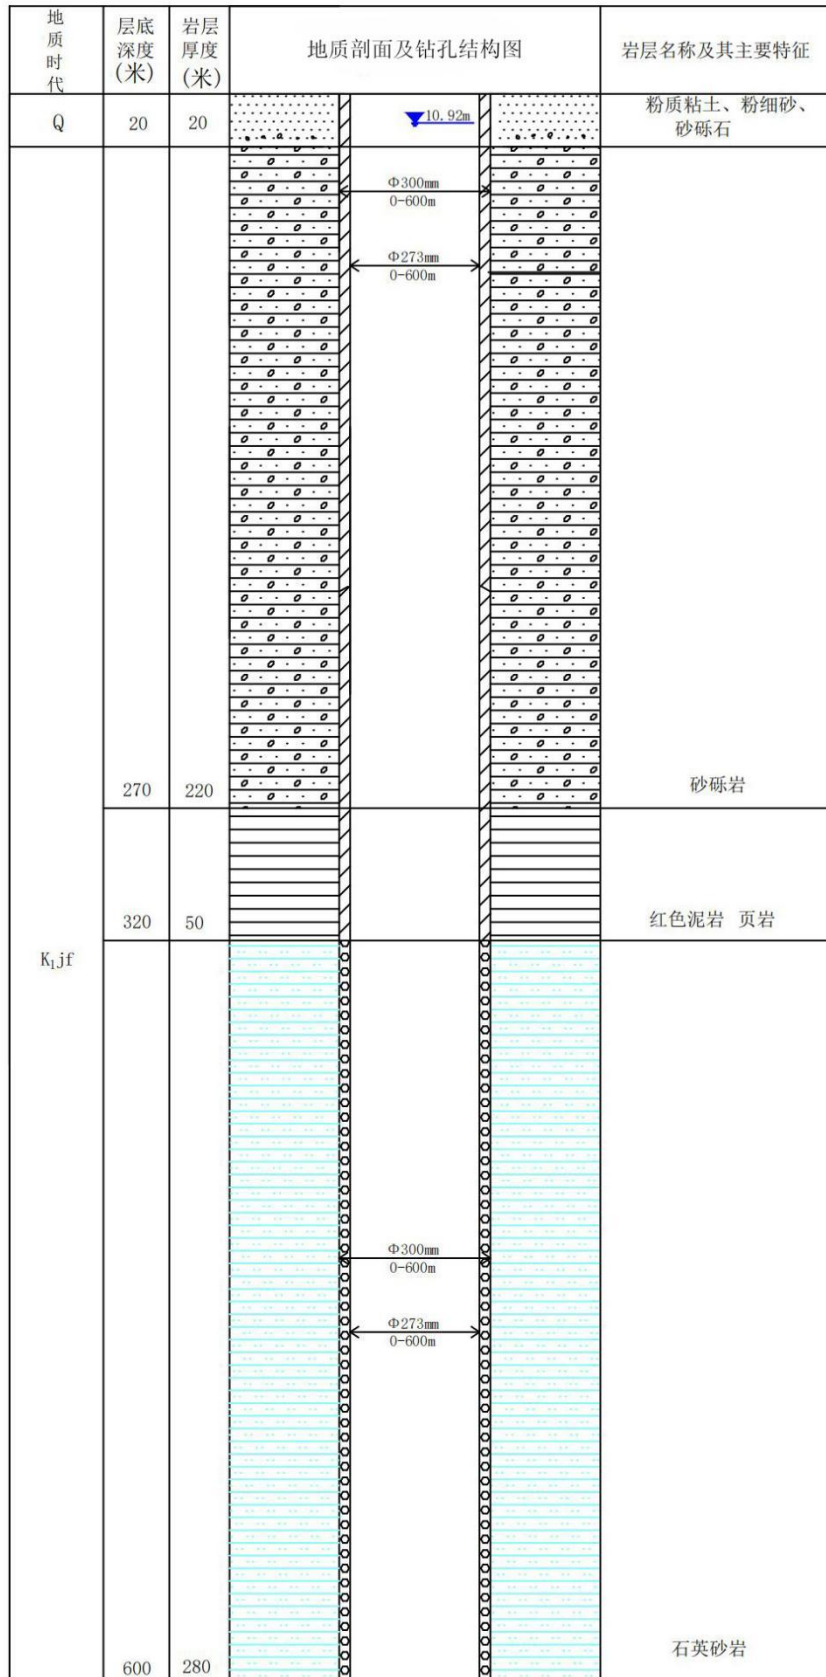 地质时代
层底深度(米)
岩层厚度(米)
地质剖面及钻孔结构图
岩层名称及其主要特征
Q
20
20
10.92m
粉质粘土、粉细砂、
砂砾石
Φ300mm
0-600m
Φ273mm
0-600m
270
220
砂砾岩
320
50
红色泥岩 页岩
K₁jf
Φ300mm
0-600m
Φ273mm
0-600m
600
280
石英砂岩